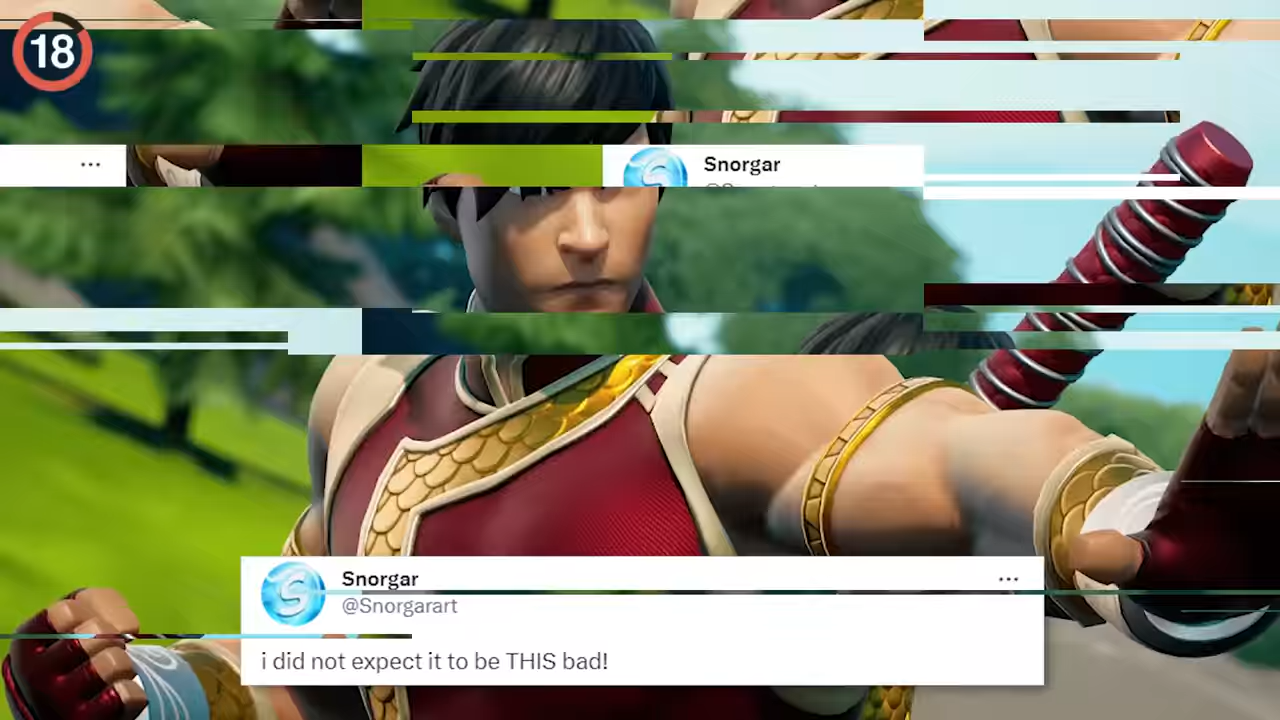 18
Snorgar
Snorgar
@Snorgarart
i did not expect it to be THIS bad!